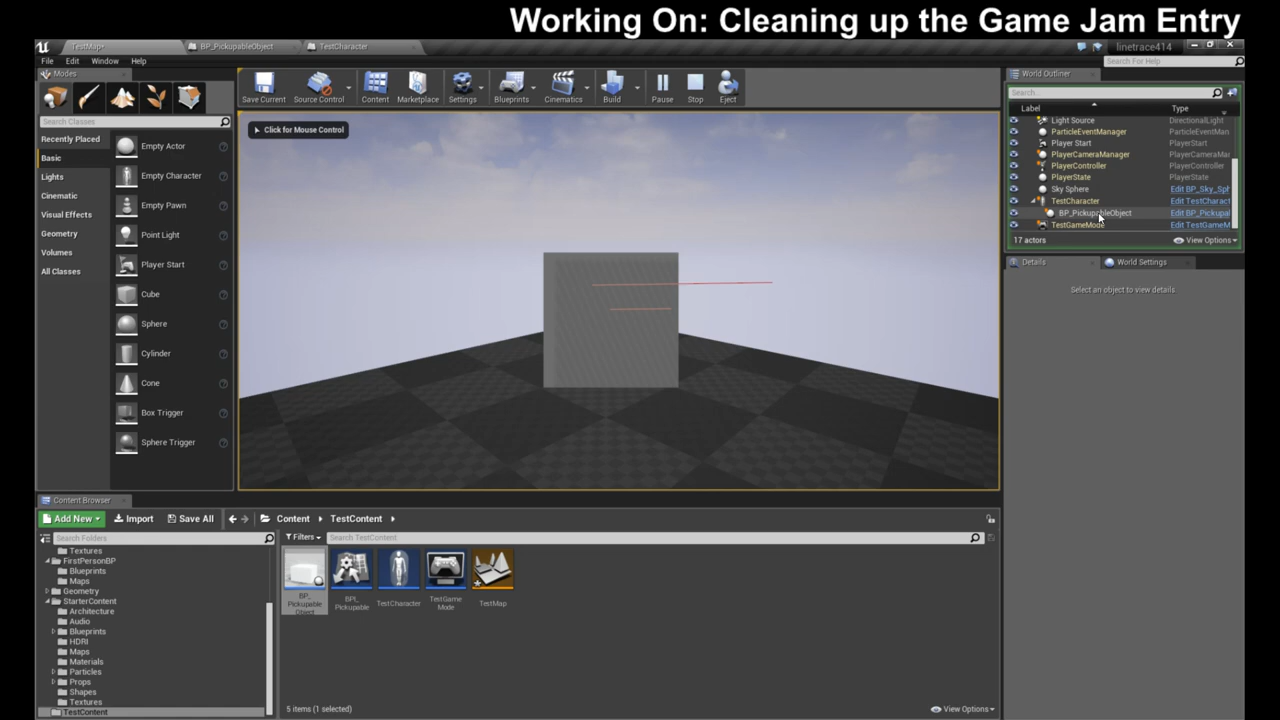 Working On: Cleaning up the Game Jam Entry
TestMap*
BP_PickupableObject
TestCharacter
linetrace414
File Edit Window Help
Search For Help
Modes
Save Current
Source Control
Content
Marketplace
Settings
Blueprints
Cinematics
Build
Pause
Stop
Eject
Search Classes
Recently Placed
Basic
Lights
Cinematic
Visual Effects
Geometry
Volumes
All Classes
Empty Actor
Empty Character
Empty Pawn
Point Light
Player Start
Cube
Sphere
Cylinder
Cone
Box Trigger
Sphere Trigger
Click for Mouse Control
World Outliner
Search...
Label Type
Light Source DirectionalLight
ParticleEventManager ParticleEventMan
Player Start PlayerStart
PlayerCameraManager PlayerCameraMa
PlayerController PlayerController
PlayerState PlayerState
Sky Sphere Edit BP_Sky_Sph
TestCharacter Edit TestCharact
BP_PickupableObject Edit BP_Pickupal
TestGameMode Edit TestGameM
17 actors View Options
Details World Settings
Select an object to view details
Content Browser
Add New Import Save All Content TestContent
Search Folders
Filters Search TestContent
Textures
FirstPersonBP
Blueprints
Maps
Geometry
StarterContent
Architecture
Audio
Blueprints
HDRI
Maps
Materials
Particles
Props
Shapes
Textures
TestContent
BP_
Pickupable
Object
BPI_
Pickupable
TestCharacter
TestGame
Mode
TestMap
5 items (1 selected) View Options